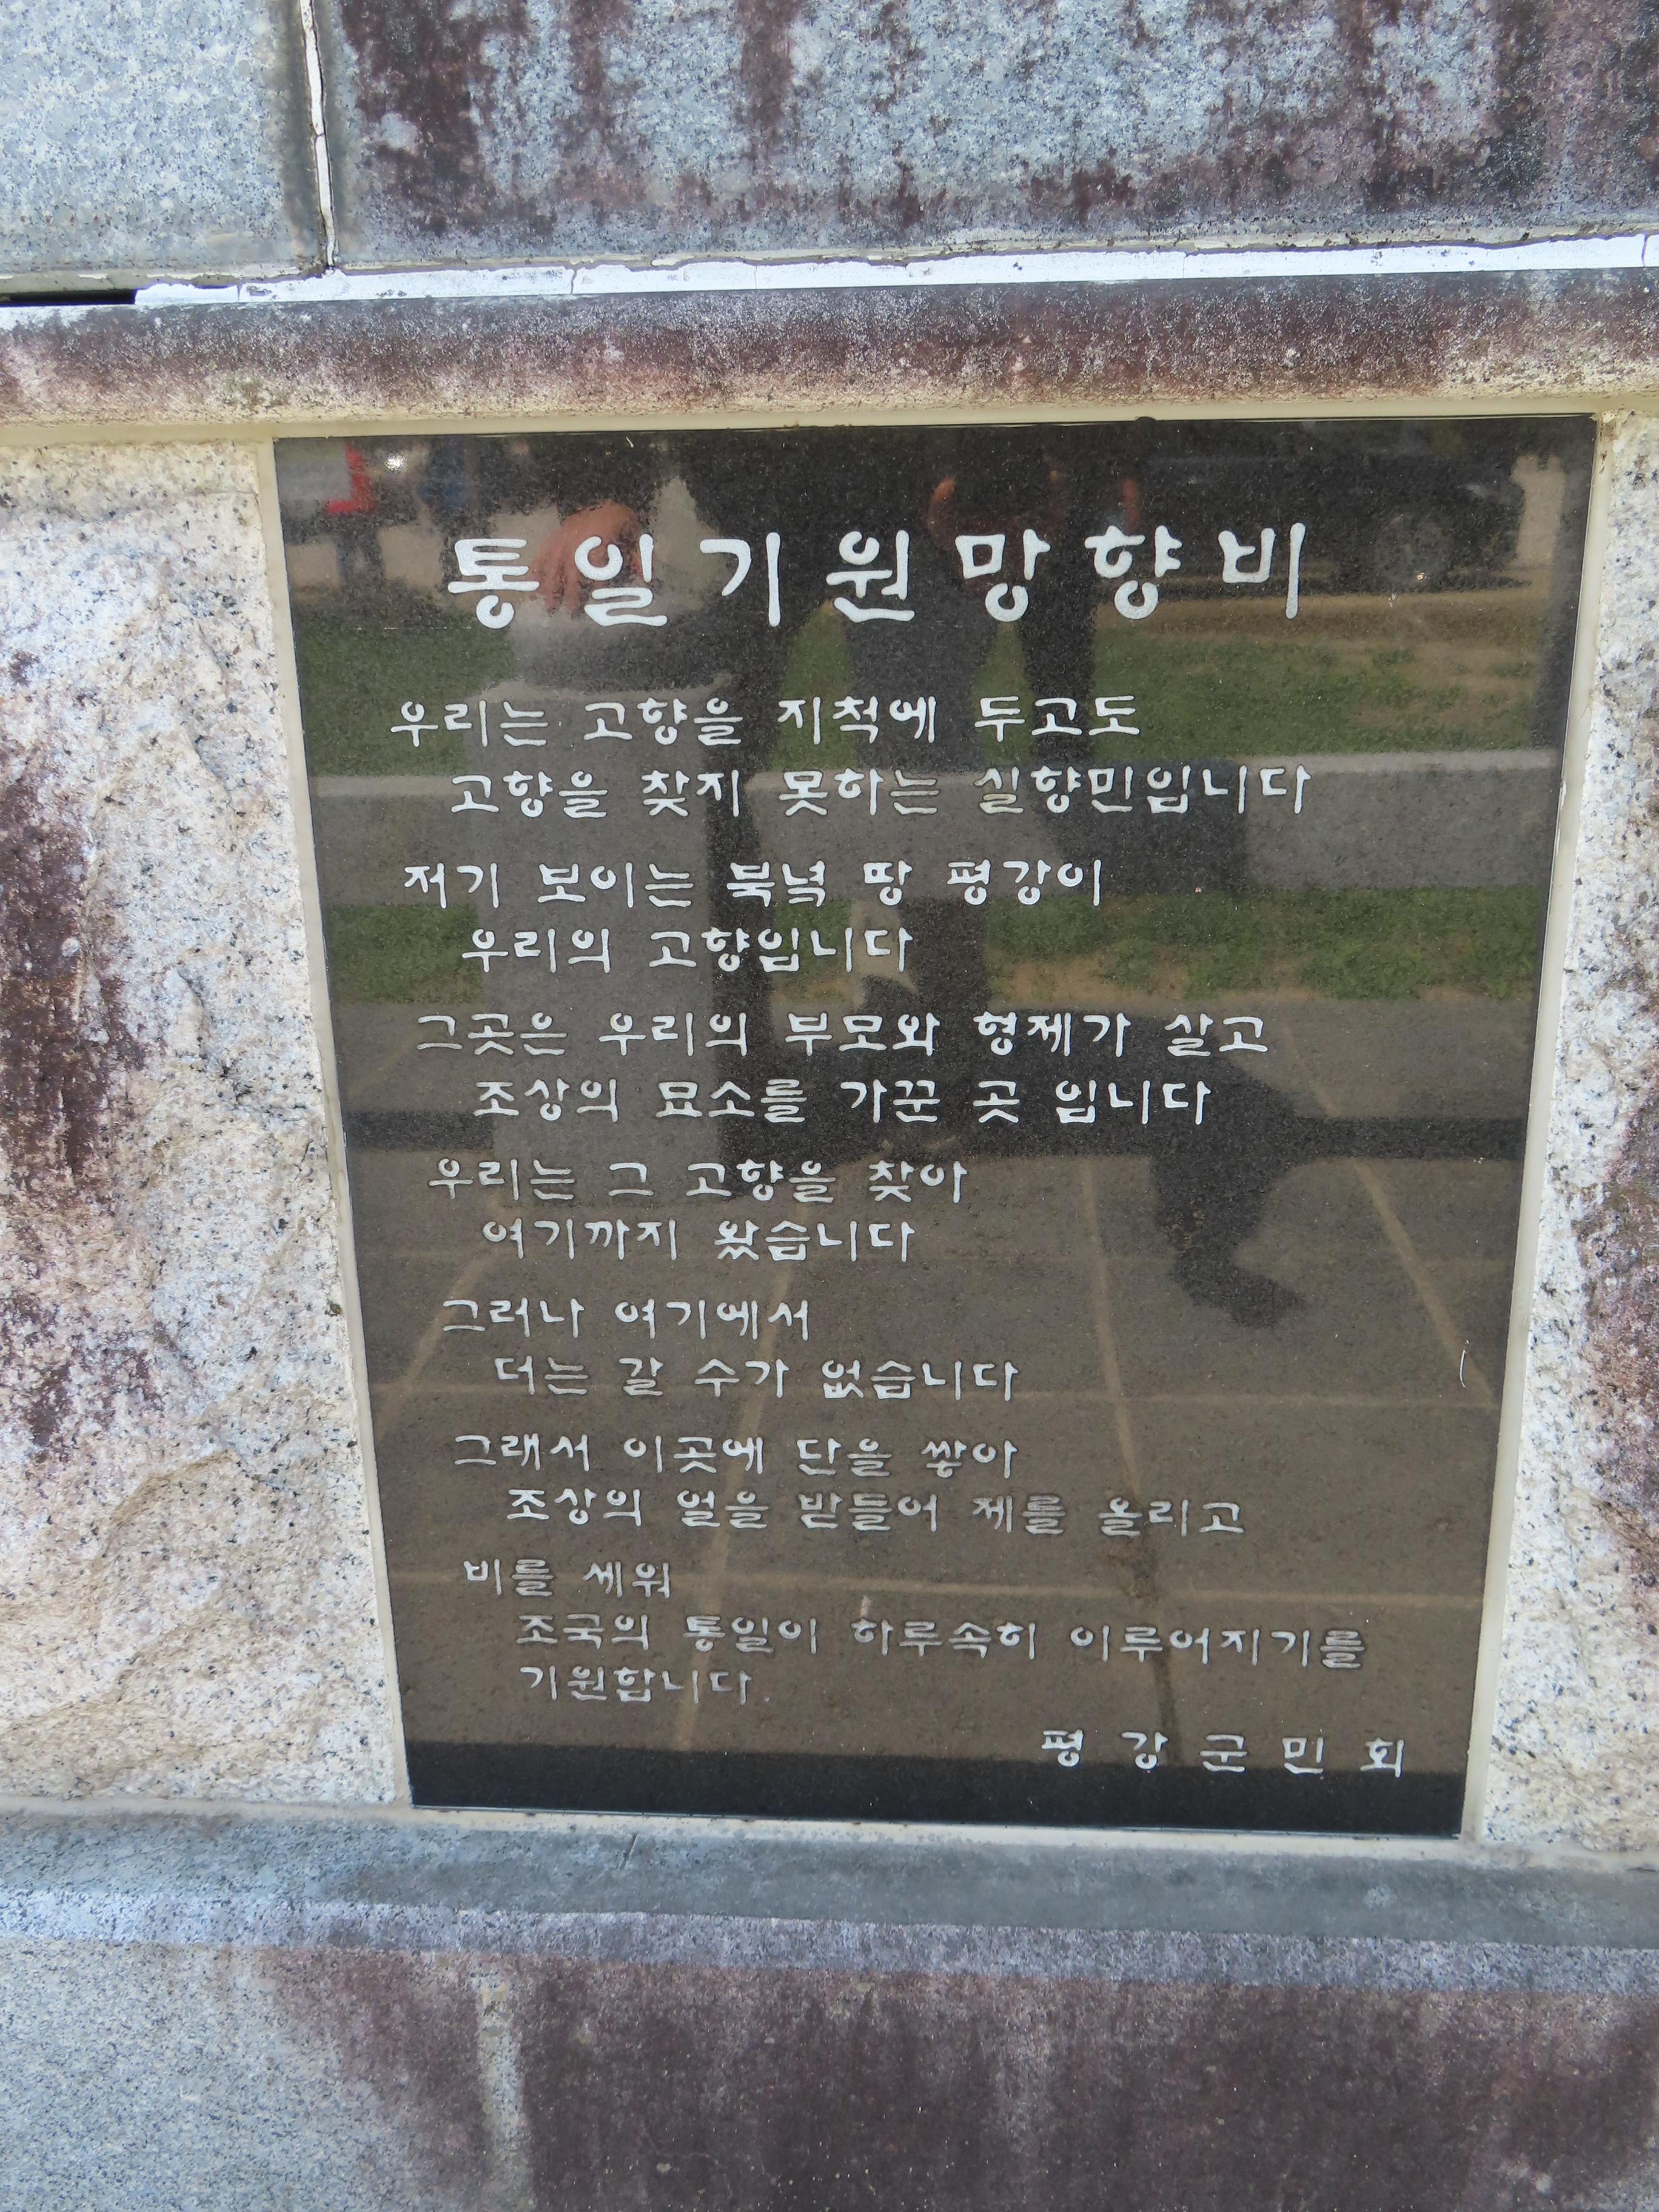 통일기원망향비
우리는 고향을 지척에 두고도
고향을 찾지 못하는 실향민입니다
저기 보이는 북녘 땅 평강이
우리의 고향입니다
그곳은 우리의 부모와 형제가 살고
조상의 묘소를 가꾼 곳 입니다
우리는 그 고향을 찾아
여기까지 왔습니다
그러나 여기에서
더는 갈 수가 없습니다
그래서 이곳에 단을 쌓아
조상의 얼을 받들어 제를 올리고
비를 세워
조국의 통일이 하루속히 이루어지기를
기원합니다.
평강군민회